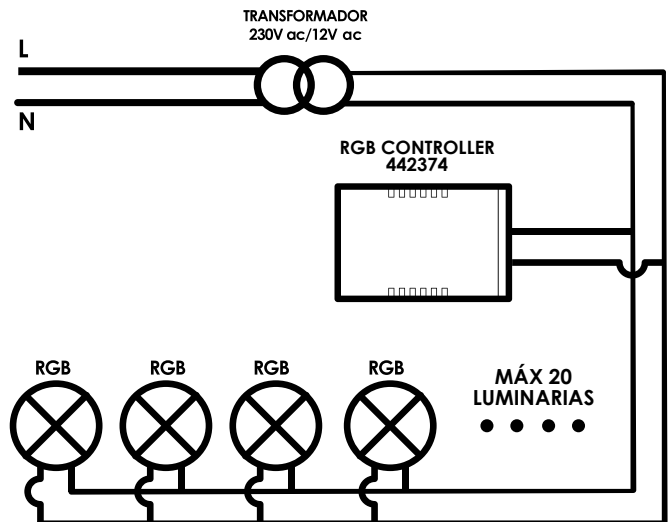 TRANSFORMADOR
230V ac/12V ac
L
N
RGB CONTROLLER
442374
RGB
RGB
RGB
RGB
MÁX 20
LUMINARIAS